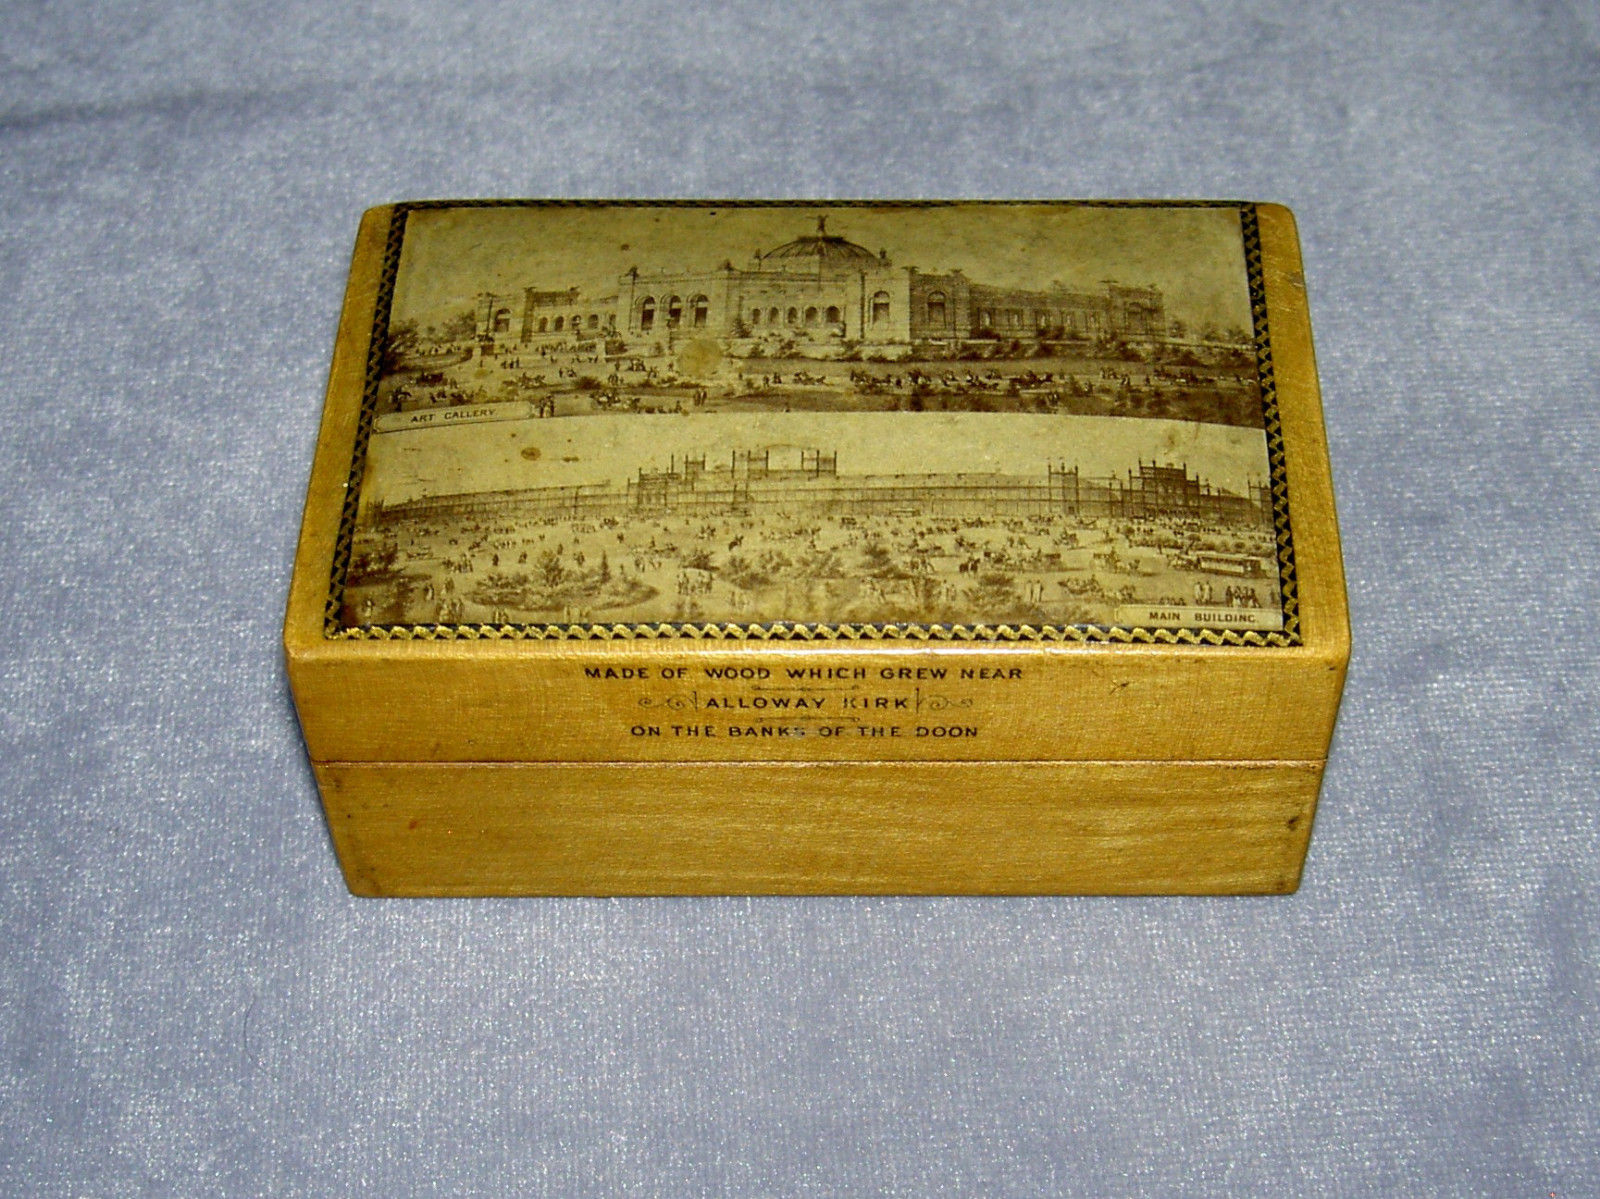 ART GALLERY.
MAIN BUILDING.
MADE OF WOOD WHICH GREW NEAR
ALLOWAY KIRK
ON THE BANKS OF THE DOON